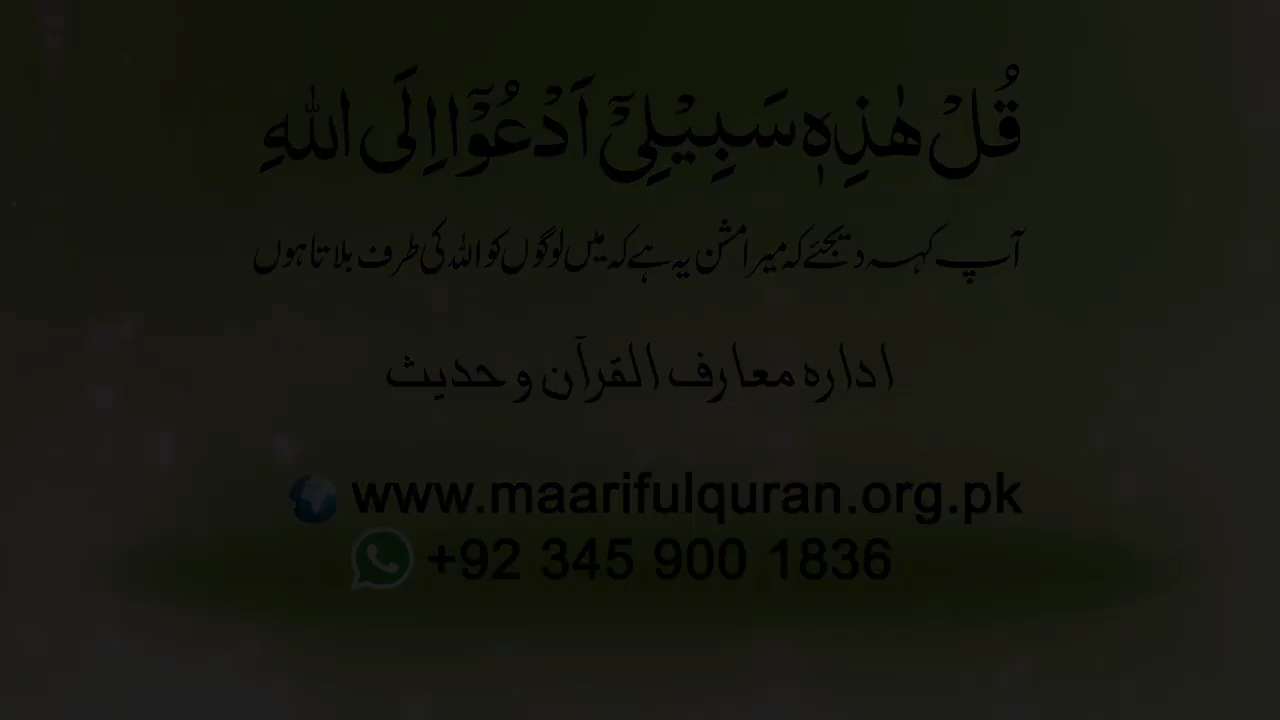 قُلْ هٰذِهٖ سَبِيْلِيْٓ اَدْعُوْٓا اِلَى اللّٰهِ
آپ کہہ دیجئے کہ میرا مشن یہ ہے کہ میں لوگوں کو اللہ کی طرف بلاتا ہوں
ادارہ معارف القرآن و حدیث
www.maarifulquran.org.pk
+92 345 900 1836